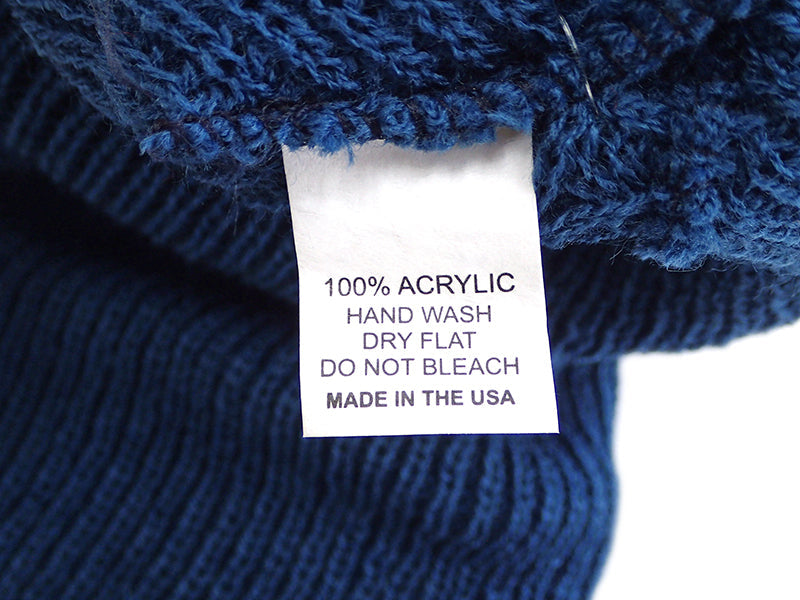 100% ACRYLIC
HAND WASH
DRY FLAT
DO NOT BLEACH
MADE IN THE USA